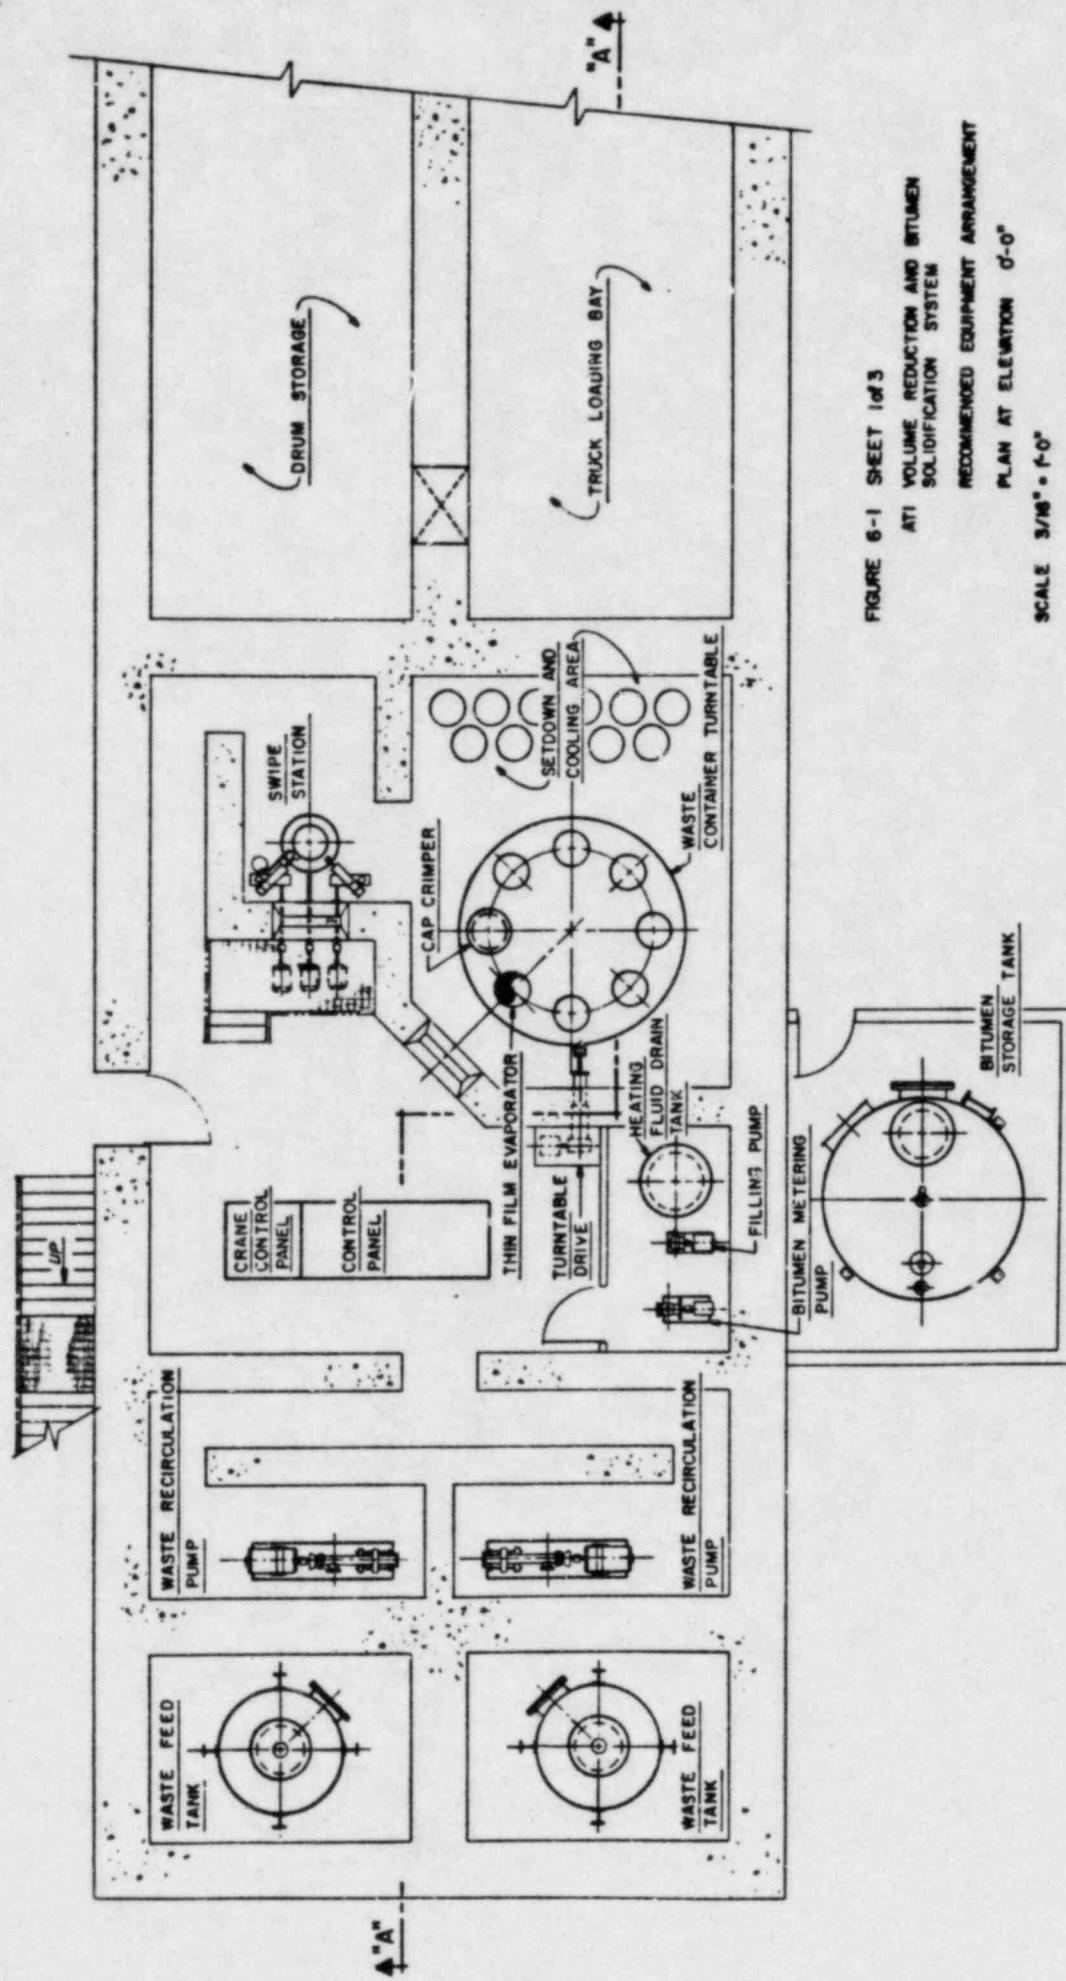 "A"
DRUM STORAGE
TRUCK LOADING BAY
SWIPE
STATION
SETDOWN AND
COOLING AREA
CAP CRIMPER
WASTE
CONTAINER TURNTABLE
UP
CRANE
CONTROL
PANEL
CONTROL
PANEL
THIN FILM EVAPORATOR
TURNTABLE
DRIVE
HEATING
FLUID DRAIN
TANK
FILLING PUMP
BITUMEN METERING
PUMP
BITUMEN
STORAGE TANK
WASTE RECIRCULATION
PUMP
WASTE RECIRCULATION
PUMP
WASTE FEED
TANK
WASTE FEED
TANK
"A"
FIGURE 6-1 SHEET 1of3
ATI VOLUME REDUCTION AND BITUMEN
SOLIDIFICATION SYSTEM
RECOMMENDED EQUIPMENT ARRANGEMENT
PLAN AT ELEVATION 0'-0"
SCALE 3/16" = 1'-0"